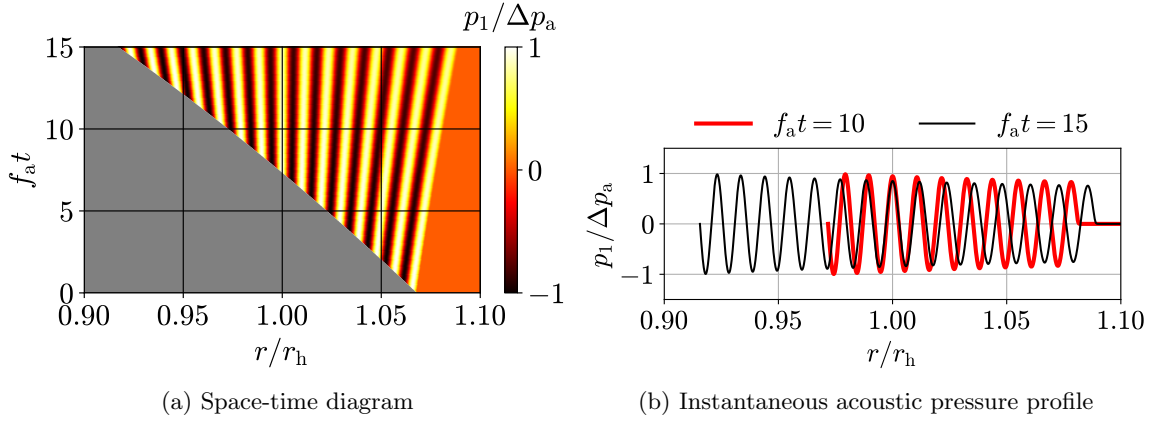 p₁/Δpₐ
15
10
5
0
fₐt
0.90 0.95 1.00 1.05 1.10
r/rₕ
1
0
−1
(a) Space-time diagram
fₐt = 10 fₐt = 15
1
0
−1
p₁/Δpₐ
0.90 0.95 1.00 1.05 1.10
r/rₕ
(b) Instantaneous acoustic pressure profile